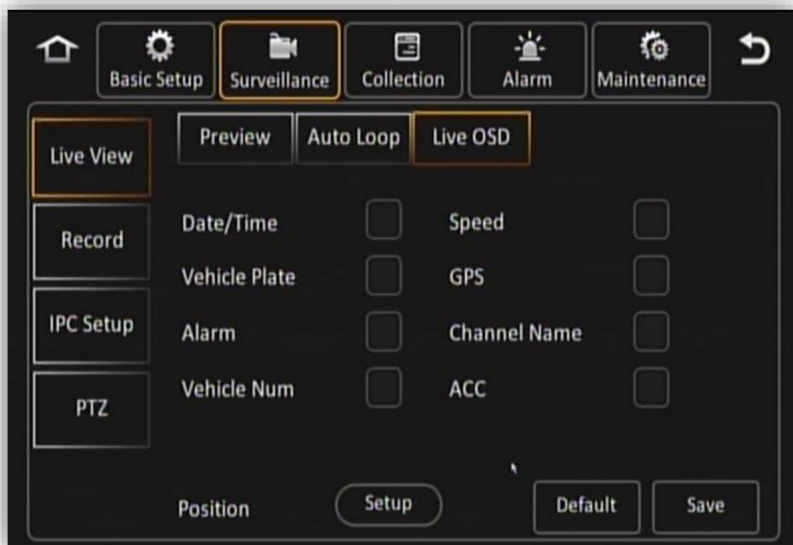 Basic Setup Surveillance Collection Alarm Maintenance
Live View Preview Auto Loop Live OSD
Record Date/Time Speed
Vehicle Plate GPS
IPC Setup Alarm Channel Name
PTZ Vehicle Num ACC
Position Setup Default Save